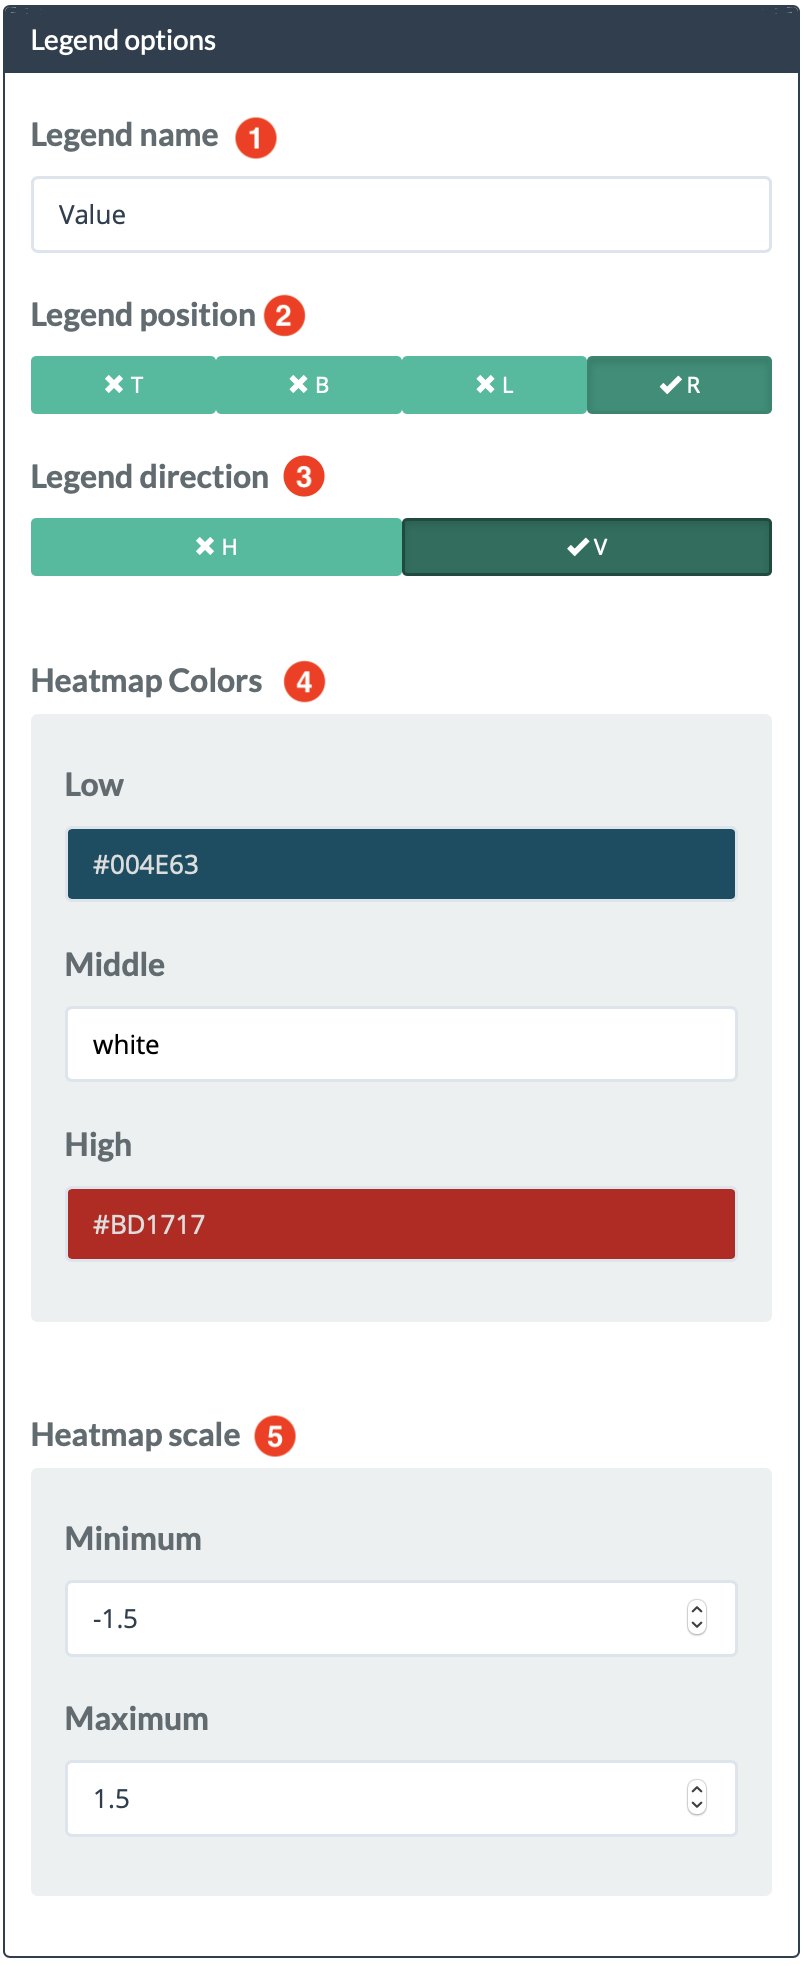 Legend options
Legend name 1
Value
Legend position 2
✖ T ✖ B ✖ L ✔ R
Legend direction 3
✖ H ✔ V
Heatmap Colors 4
Low
#004E63
Middle
white
High
#BD1717
Heatmap scale 5
Minimum
-1.5
Maximum
1.5